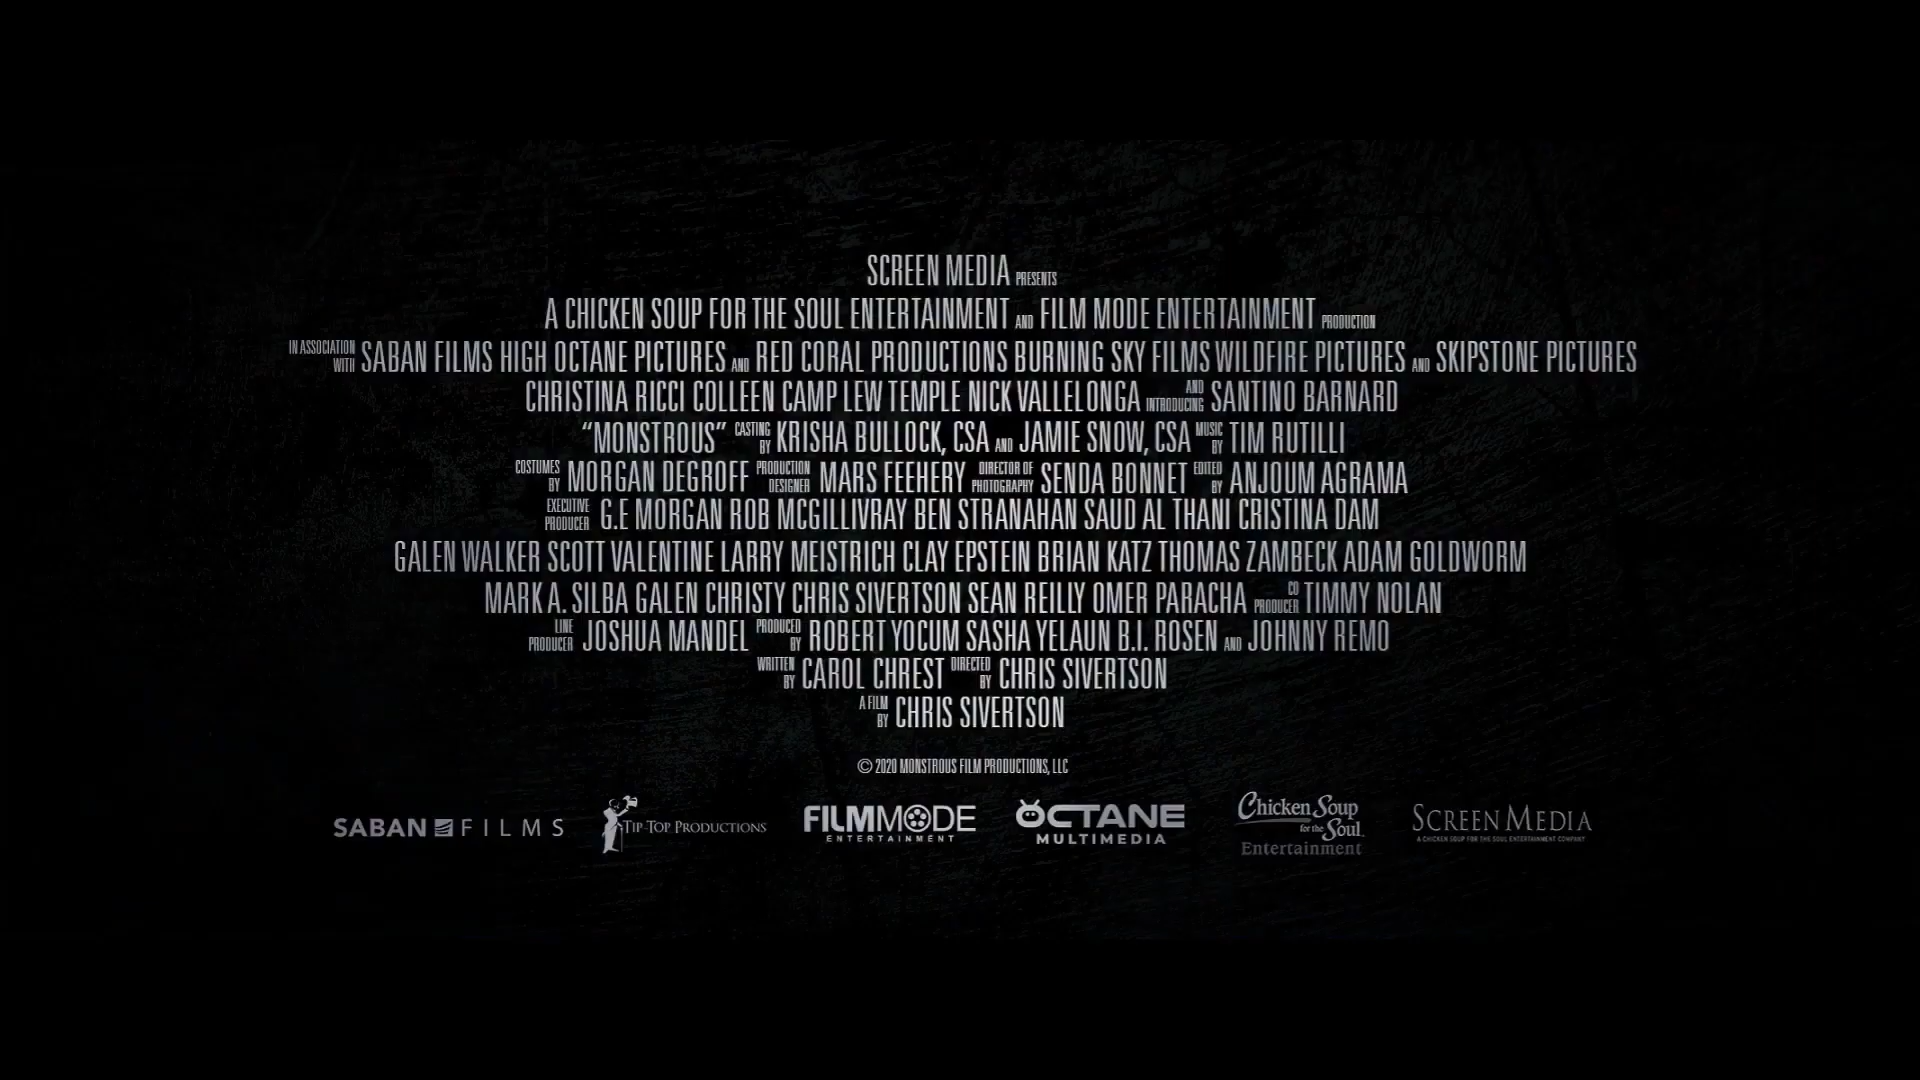 SCREEN MEDIA PRESENTS
A CHICKEN SOUP FOR THE SOUL ENTERTAINMENT AND FILM MODE ENTERTAINMENT PRODUCTION
IN ASSOCIATION WITH SABAN FILMS HIGH OCTANE PICTURES AND RED CORAL PRODUCTIONS BURNING SKY FILMS WILDFIRE PICTURES AND SKIPSTONE PICTURES
CHRISTINA RICCI COLLEEN CAMP LEW TEMPLE NICK VALLELONGA AND INTRODUCING SANTINO BARNARD
“MONSTROUS” CASTING BY KRISHA BULLOCK, CSA AND JAMIE SNOW, CSA MUSIC BY TIM RUTILLI
COSTUMES BY MORGAN DEGROFF PRODUCTION DESIGNER MARS FEEHERY DIRECTOR OF PHOTOGRAPHY SENDA BONNET EDITED BY ANJOUM AGRAMA
EXECUTIVE PRODUCER G.E MORGAN ROB MCGILLIVRAY BEN STRANAHAN SAUD AL THANI CRISTINA DAM
GALEN WALKER SCOTT VALENTINE LARRY MEISTRICH CLAY EPSTEIN BRIAN KATZ THOMAS ZAMBECK ADAM GOLDWORM
MARK A. SILBA GALEN CHRISTY CHRIS SIVERTSON SEAN REILLY OMER PARACHA CO PRODUCER TIMMY NOLAN
LINE PRODUCER JOSHUA MANDEL PRODUCED BY ROBERT YOCUM SASHA YELAUN B.I. ROSEN AND JOHNNY REMO
WRITTEN BY CAROL CHREST DIRECTED BY CHRIS SIVERTSON
A FILM BY CHRIS SIVERTSON
© 2020 MONSTROUS FILM PRODUCTIONS, LLC
SABAN FILMS
TIP-TOP PRODUCTIONS
FILMMODE
ENTERTAINMENT
OCTANE
MULTIMEDIA
Chicken Soup
for the Soul
Entertainment
SCREEN MEDIA
A CHICKEN SOUP FOR THE SOUL ENTERTAINMENT COMPANY